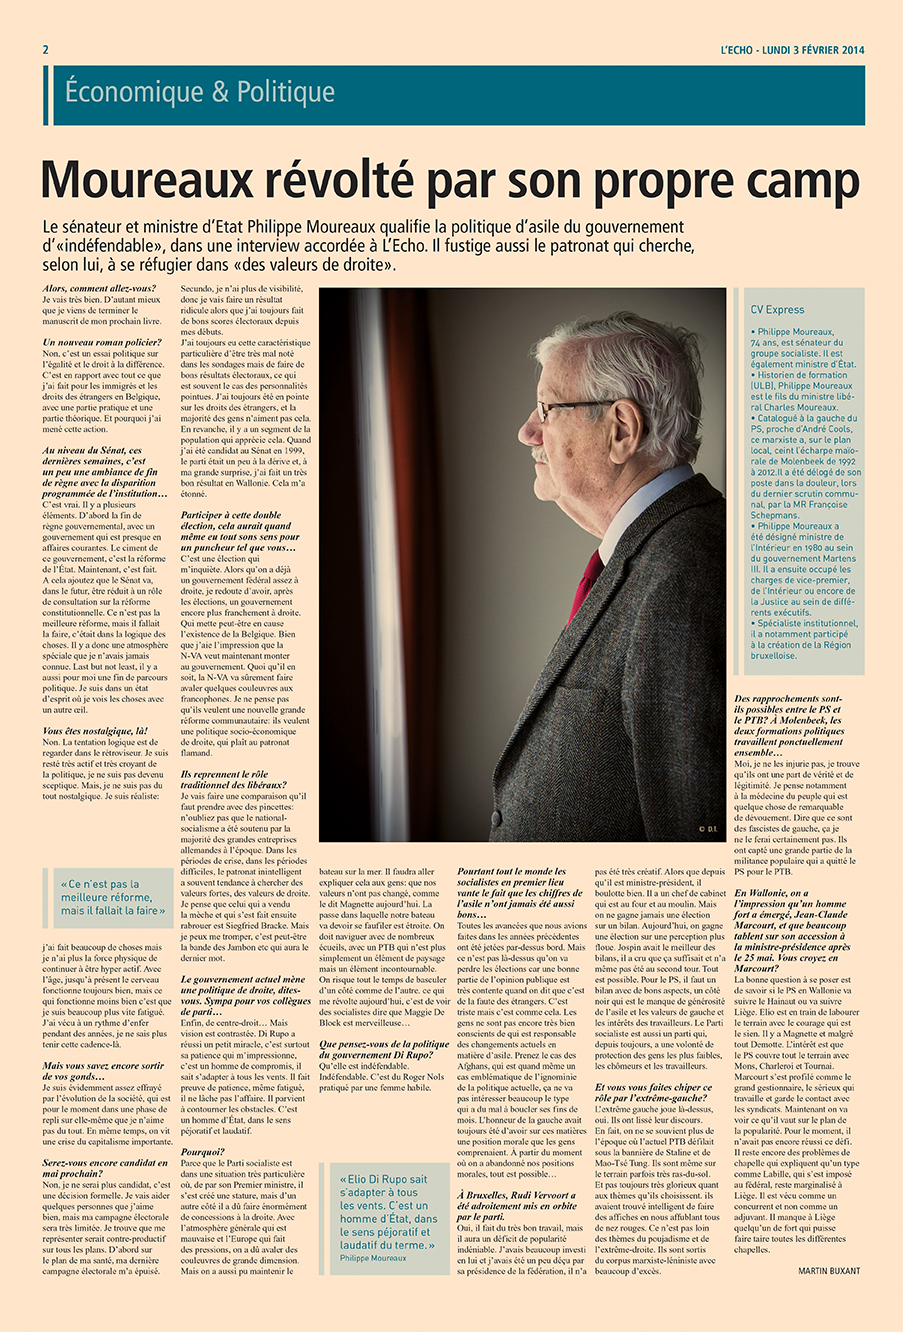 2
L'ECHO - LUNDI 3 FÉVRIER 2014
Économique & Politique
Moureaux révolté par son propre camp
Le sénateur et ministre d'Etat Philippe Moureaux qualifie la politique d'asile du gouvernement
d'«indéfendable», dans une interview accordée à L'Echo. Il fustige aussi le patronat qui cherche,
selon lui, à se réfugier dans «des valeurs de droite».
Alors, comment allez-vous?
Je vais très bien. D'autant mieux
que je viens de terminer le
manuscrit de mon prochain livre.
Un nouveau roman policier?
Non, c'est un essai politique sur
l'égalité et le droit à la différence.
C'est en rapport avec tout ce que
j'ai fait pour les immigrés et les
droits des étrangers en Belgique,
avec une partie pratique et une
partie théorique. Et pourquoi j'ai
mené cette action.
Au niveau du Sénat, ces
dernières semaines, c'est
un peu une ambiance de fin
de règne avec la disparition
programmée de l'institution…
C'est vrai. Il y a plusieurs
éléments. D'abord la fin de
règne gouvernemental, avec un
gouvernement qui est presque en
affaires courantes. Le ciment de
ce gouvernement, c'est la réforme
de l'État. Maintenant, c'est fait.
A cela ajoutez que le Sénat va,
dans le futur, être réduit à un rôle
de consultation sur la réforme
constitutionnelle. Ce n'est pas la
meilleure réforme, mais il fallait
la faire, c'était dans la logique des
choses. Il y a donc une atmosphère
spéciale que je n'avais jamais
connue. Last but not least, il y a
aussi pour moi une fin de parcours
politique. Je suis dans un état
d'esprit où je vois les choses avec
un autre œil.
Vous êtes nostalgique, là!
Non. La tentation logique est de
regarder dans le rétroviseur. Je suis
resté très actif et très croyant de
la politique, je ne suis pas devenu
sceptique. Mais, je ne suis pas du
tout nostalgique. Je suis réaliste:
«Ce n'est pas la
meilleure réforme,
mais il fallait la faire»
j'ai fait beaucoup de choses mais
je n'ai plus la force physique de
continuer à être hyper actif. Avec
l'âge, jusqu'à présent le cerveau
fonctionne toujours bien, mais ce
qui fonctionne moins bien c'est que
je suis beaucoup plus vite fatigué.
J'ai vécu à un rythme d'enfer
pendant des années, je ne sais plus
tenir cette cadence-là.
Mais vous savez encore sortir
de vos gonds…
Je suis évidemment assez effrayé
par l'évolution de la société, qui est
pour le moment dans une phase de
repli sur elle-même que je n'aime
pas du tout. En même temps, on vit
une crise du capitalisme importante.
Serez-vous encore candidat en
mai prochain?
Non, je ne serai plus candidat, c'est
une décision formelle. Je vais aider
quelques personnes que j'aime
bien, mais ma campagne électorale
sera très limitée. Je trouve que me
représenter serait contre-productif
sur tous les plans. D'abord sur
le plan de ma santé, ma dernière
campagne électorale m'a épuisé.
Secundo, je n'ai plus de visibilité,
donc je vais faire un résultat
ridicule alors que j'ai toujours fait
de bons scores électoraux depuis
mes débuts.
J'ai toujours eu cette caractéristique
particulière d'être très mal noté
dans les sondages mais de faire de
bons résultats électoraux, ce qui
est souvent le cas des personnalités
pointues. J'ai toujours été en pointe
sur les droits des étrangers, et la
majorité des gens n'aiment pas cela.
En revanche, il y a un segment de la
population qui apprécie cela. Quand
j'ai été candidat au Sénat en 1999,
le parti était un peu à la dérive et, à
ma grande surprise, j'ai fait un très
bon résultat en Wallonie. Cela m'a
étonné.
Participer à cette double
élection, cela aurait quand
même eu tout sons sens pour
un puncheur tel que vous…
C'est une élection qui
m'inquiète. Alors qu'on a déjà
un gouvernement fédéral assez à
droite, je redoute d'avoir, après
les élections, un gouvernement
encore plus franchement à droite.
Qui mette peut-être en cause
l'existence de la Belgique. Bien
que j'aie l'impression que la
N-VA veut maintenant monter
au gouvernement. Quoi qu'il en
soit, la N-VA va sûrement faire
avaler quelques couleuvres aux
francophones. Je ne pense pas
qu'ils veulent une nouvelle grande
réforme communautaire: ils veulent
une politique socio-économique
de droite, qui plaît au patronat
flamand.
Ils reprennent le rôle
traditionnel des libéraux?
Je vais faire une comparaison qu'il
faut prendre avec des pincettes:
n'oubliez pas que le national-
socialisme a été soutenu par la
majorité des grandes entreprises
allemandes à l'époque. Dans les
périodes de crise, dans les périodes
difficiles, le patronat inintelligent
a souvent tendance à chercher des
valeurs fortes, des valeurs de droite.
Je pense que celui qui a vendu
la mèche et qui s'est fait ensuite
rabrouer est Siegfried Bracke. Mais
je peux me tromper, c'est peut-être
la bande des Jambon etc qui aura le
dernier mot.
Le gouvernement actuel mène
une politique de droite, dites-
vous. Sympa pour vos collègues
de parti…
Enfin, de centre-droit… Mais
vision est contrastée. Di Rupo a
réussi un petit miracle, c'est surtout
sa patience qui m'impressionne,
c'est un homme de compromis, il
sait s'adapter à tous les vents. Il fait
preuve de patience, même fatigué,
il ne lâche pas l'affaire. Il parvient
à contourner les obstacles. C'est
un homme d'État, dans le sens
péjoratif et laudatif.
Pourquoi?
Parce que le Parti socialiste est
dans une situation très particulière
où, de par son Premier ministre, il
s'est créé une stature, mais d'un
autre côté il a dû faire énormément
de concessions à la droite. Avec
l'atmosphère générale qui est
mauvaise et l'Europe qui fait
des pressions, on a dû avaler des
couleuvres de grande dimension.
Mais on a aussi pu maintenir le
© D.I.
bateau sur la mer. Il faudra aller
expliquer cela aux gens: que nos
valeurs n'ont pas changé, comme
le dit Magnette aujourd'hui. La
passe dans laquelle notre bateau
va devoir se faufiler est étroite. On
doit naviguer avec de nombreux
écueils, avec un PTB qui n'est plus
simplement un élément de paysage
mais un élément incontournable.
On risque tout le temps de basculer
d'un côté comme de l'autre. ce qui
me révolte aujourd'hui, c'est de voir
des socialistes dire que Maggie De
Block est merveilleuse…
Que pensez-vous de la politique
du gouvernement Di Rupo?
Qu'elle est indéfendable.
Indéfendable. C'est du Roger Nols
pratiqué par une femme habile.
«Elio Di Rupo sait
s'adapter à tous
les vents. C'est un
homme d'État, dans
le sens péjoratif et
laudatif du terme.»
Philippe Moureaux
Pourtant tout le monde les
socialistes en premier lieu
vante le fait que les chiffres de
l'asile n'ont jamais été aussi
bons…
Toutes les avancées que nous avions
faites dans les années précédentes
ont été jetées par-dessus bord. Mais
ce n'est pas là-dessus qu'on va
perdre les élections car une bonne
partie de l'opinion publique est
très contente quand on dit que c'est
de la faute des étrangers. C'est
triste mais c'est comme cela. Les
gens ne sont pas encore très bien
conscients de qui est responsable
des changements actuels en
matière d'asile. Prenez le cas des
Afghans, qui est quand même un
cas emblématique de l'ignominie
de la politique actuelle, ça ne va
pas intéresser beaucoup le type
qui a du mal à boucler ses fins de
mois. L'honneur de la gauche avait
toujours été d'avoir sur ces matières
une position morale que les gens
comprenaient. À partir du moment
où on a abandonné nos positions
morales, tout est possible…
À Bruxelles, Rudi Vervoort a
été adroitement mis en orbite
par le parti.
Oui, il fait du très bon travail, mais
il aura un déficit de popularité
indéniable. J'avais beaucoup investi
en lui et j'avais été un peu déçu par
sa présidence de la fédération, il n'a
pas été très créatif. Alors que depuis
qu'il est ministre-président, il
boulotte bien. Il a un chef de cabinet
qui est au four et au moulin. Mais
on ne gagne jamais une élection
sur un bilan. Aujourd'hui, on gagne
une élection sur une perception plus
floue. Jospin avait le meilleur des
bilans, il a cru que ça suffisait et n'a
même pas été au second tour. Tout
est possible. Pour le PS, il faut un
bilan avec de bons aspects, un côté
noir qui est le manque de générosité
de l'asile et les valeurs de gauche et
les intérêts des travailleurs. Le Parti
socialiste est aussi un parti qui,
depuis toujours, a une volonté de
protection des gens les plus faibles,
les chômeurs et les travailleurs.
Et vous vous faites chiper ce
rôle par l'extrême-gauche?
L'extrême gauche joue là-dessus,
oui. Ils ont lissé leur discours.
En fait, on ne se souvient plus de
l'époque où l'actuel PTB défilait
sous la bannière de Staline et de
Mao-Tsé Tung. Ils sont même sur
le terrain parfois très ras-du-sol.
Et pas toujours très glorieux quant
aux thèmes qu'ils choisissent. ils
avaient trouvé intelligent de faire
des affiches en nous affublant tous
de nez rouges. Ce n'est pas loin
des thèmes du poujadisme et de
l'extrême-droite. Ils sont sortis
du corpus marxiste-léniniste avec
beaucoup d'excès.
CV Express
• Philippe Moureaux,
74 ans, est sénateur du
groupe socialiste. Il est
également ministre d'État.
• Historien de formation
(ULB), Philippe Moureaux
est le fils du ministre libé-
ral Charles Moureaux.
• Catalogué à la gauche du
PS, proche d'André Cools,
ce marxiste a, sur le plan
local, ceint l'écharpe maïo-
rale de Molenbeek de 1992
à 2012.Il a été délogé de son
poste dans la douleur, lors
du dernier scrutin commu-
nal, par la MR Françoise
Schepmans.
• Philippe Moureaux a
été désigné ministre de
l'Intérieur en 1980 au sein
du gouvernement Martens
III. Il a ensuite occupé les
charges de vice-premier,
de l'Intérieur ou encore de
la Justice au sein de diffé-
rents exécutifs.
• Spécialiste institutionnel,
il a notamment participé
à la création de la Région
bruxelloise.
Des rapprochements sont-
ils possibles entre le PS et
le PTB? À Molenbeek, les
deux formations politiques
travaillent ponctuellement
ensemble…
Moi, je ne les injurie pas, je trouve
qu'ils ont une part de vérité et de
légitimité. Je pense notamment
à la médecine du peuple qui est
quelque chose de remarquable
de dévouement. Dire que ce sont
des fascistes de gauche, ça je
ne le ferai certainement pas. Ils
ont capté une grande partie de la
militance populaire qui a quitté le
PS pour le PTB.
En Wallonie, on a
l'impression qu'un homme
fort a émergé, Jean-Claude
Marcourt, et que beaucoup
tablent sur son accession à
la ministre-présidence après
le 25 mai. Vous croyez en
Marcourt?
La bonne question à se poser est
de savoir si le PS en Wallonie va
suivre le Hainaut ou va suivre
Liège. Elio est en train de labourer
le terrain avec le courage qui est
le sien. Il y a Magnette et malgré
tout Demotte. L'intérêt est que
le PS couvre tout le terrain avec
Mons, Charleroi et Tournai.
Marcourt s'est profilé comme le
grand gestionnaire, le sérieux qui
travaille et garde le contact avec
les syndicats. Maintenant on va
voir ce qu'il vaut sur le plan de
la popularité. Pour le moment, il
n'avait pas encore réussi ce défi.
Il reste encore des problèmes de
chapelle qui expliquent qu'un type
comme Labille, qui s'est imposé
au fédéral, reste marginalisé à
Liège. Il est vécu comme un
concurrent et non comme un
adjuvant. Il manque à Liège
quelqu'un de fort qui puisse
faire taire toutes les différentes
chapelles.
MARTIN BUXANT